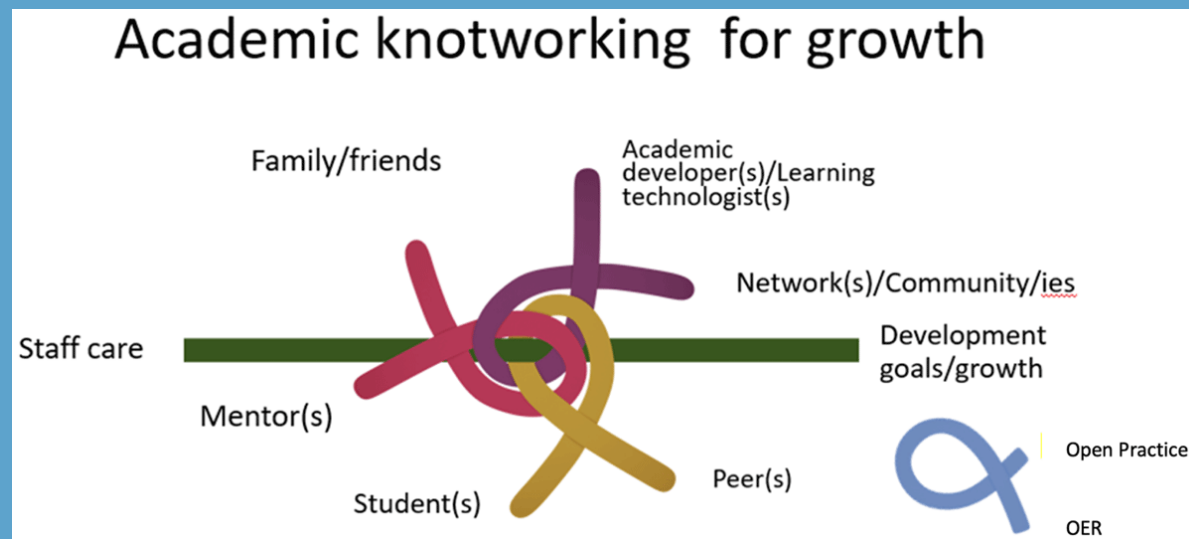 Academic knotworking for growth
Family/friends
Academic
developer(s)/Learning
technologist(s)
Network(s)/Community/ies
Staff care
Development
goals/growth
Mentor(s)
Student(s)
Peer(s)
Open Practice
OER